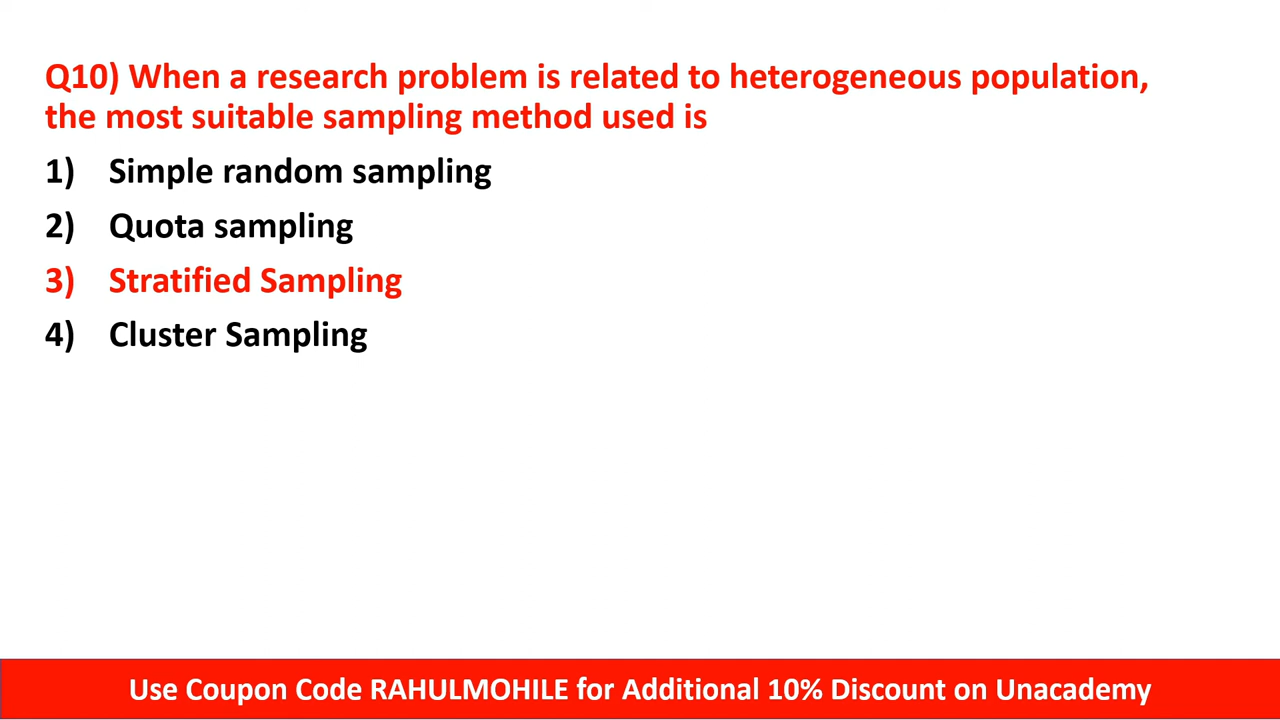 Q10) When a research problem is related to heterogeneous population,
the most suitable sampling method used is
1) Simple random sampling
2) Quota sampling
3) Stratified Sampling
4) Cluster Sampling
Use Coupon Code RAHULMOHILE for Additional 10% Discount on Unacademy